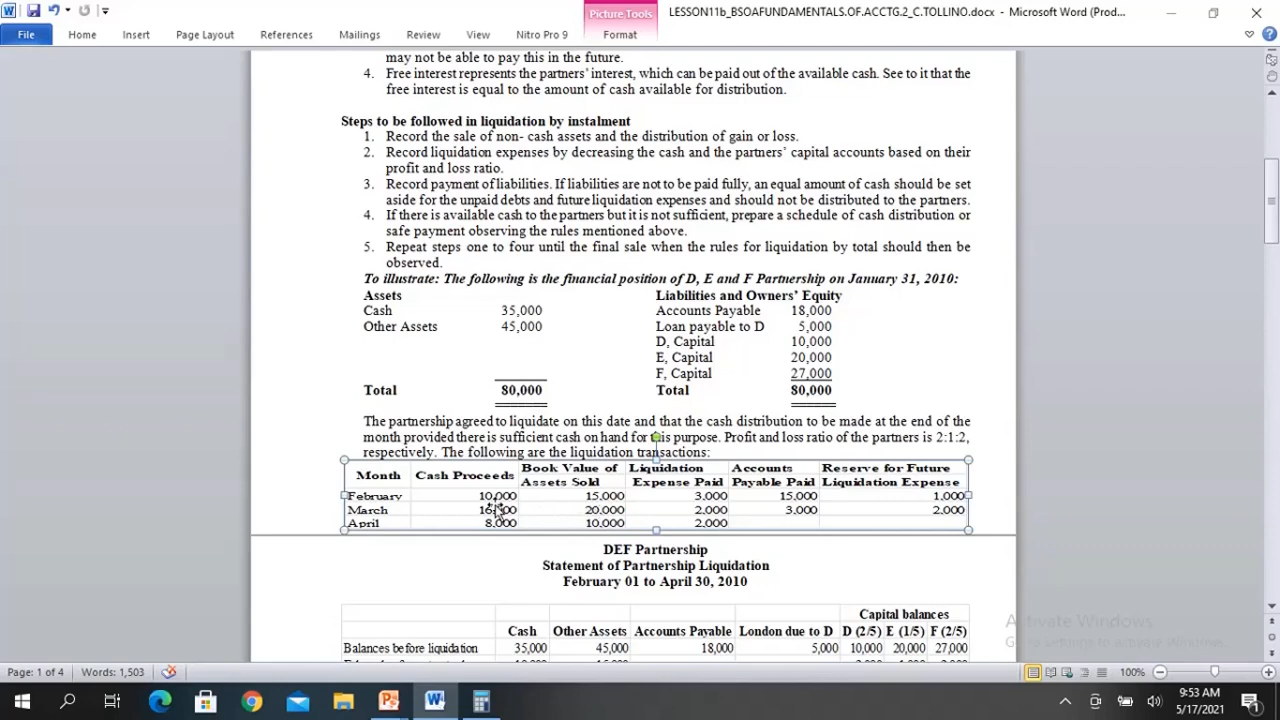 Picture Tools
LESSON11b_BSOAFUNDAMENTALS.OF.ACCTG.2_C.TOLLINO.docx - Microsoft Word (Prod...
File Home Insert Page Layout References Mailings Review View Nitro Pro 9 Format
may not be able to pay this in the future.
4. Free interest represents the partners' interest, which can be paid out of the available cash. See to it that the
free interest is equal to the amount of cash available for distribution.
Steps to be followed in liquidation by instalment
1. Record the sale of non- cash assets and the distribution of gain or loss.
2. Record liquidation expenses by decreasing the cash and the partners' capital accounts based on their
profit and loss ratio.
3. Record payment of liabilities. If liabilities are not to be paid fully, an equal amount of cash should be set
aside for the unpaid debts and future liquidation expenses and should not be distributed to the partners.
4. If there is available cash to the partners but it is not sufficient, prepare a schedule of cash distribution or
safe payment observing the rules mentioned above.
5. Repeat steps one to four until the final sale when the rules for liquidation by total should then be
observed.
To illustrate: The following is the financial position of D, E and F Partnership on January 31, 2010:
Assets Liabilities and Owners' Equity
Cash 35,000 Accounts Payable 18,000
Other Assets 45,000 Loan payable to D 5,000
D, Capital 10,000
E, Capital 20,000
F, Capital 27,000
Total 80,000 Total 80,000
The partnership agreed to liquidate on this date and that the cash distribution to be made at the end of the
month provided there is sufficient cash on hand for this purpose. Profit and loss ratio of the partners is 2:1:2,
respectively. The following are the liquidation transactions:
Month Cash Proceeds Book Value of Assets Sold Liquidation Expense Paid Accounts Payable Paid Reserve for Future Liquidation Expense
February 10,000 15,000 3,000 15,000 1,000
March 20,000 2,000 3,000 2,000
April 8,000 10,000 2,000
DEF Partnership
Statement of Partnership Liquidation
February 01 to April 30, 2010
Capital balances
Cash Other Assets Accounts Payable London due to D D (2/5) E (1/5) F (2/5)
Balances before liquidation 35,000 45,000 18,000 5,000 10,000 20,000 27,000
Activate Windows
Go to settings to activate Windows.
Page: 1 of 4 Words: 1,503 100%
9:53 AM
5/17/2021